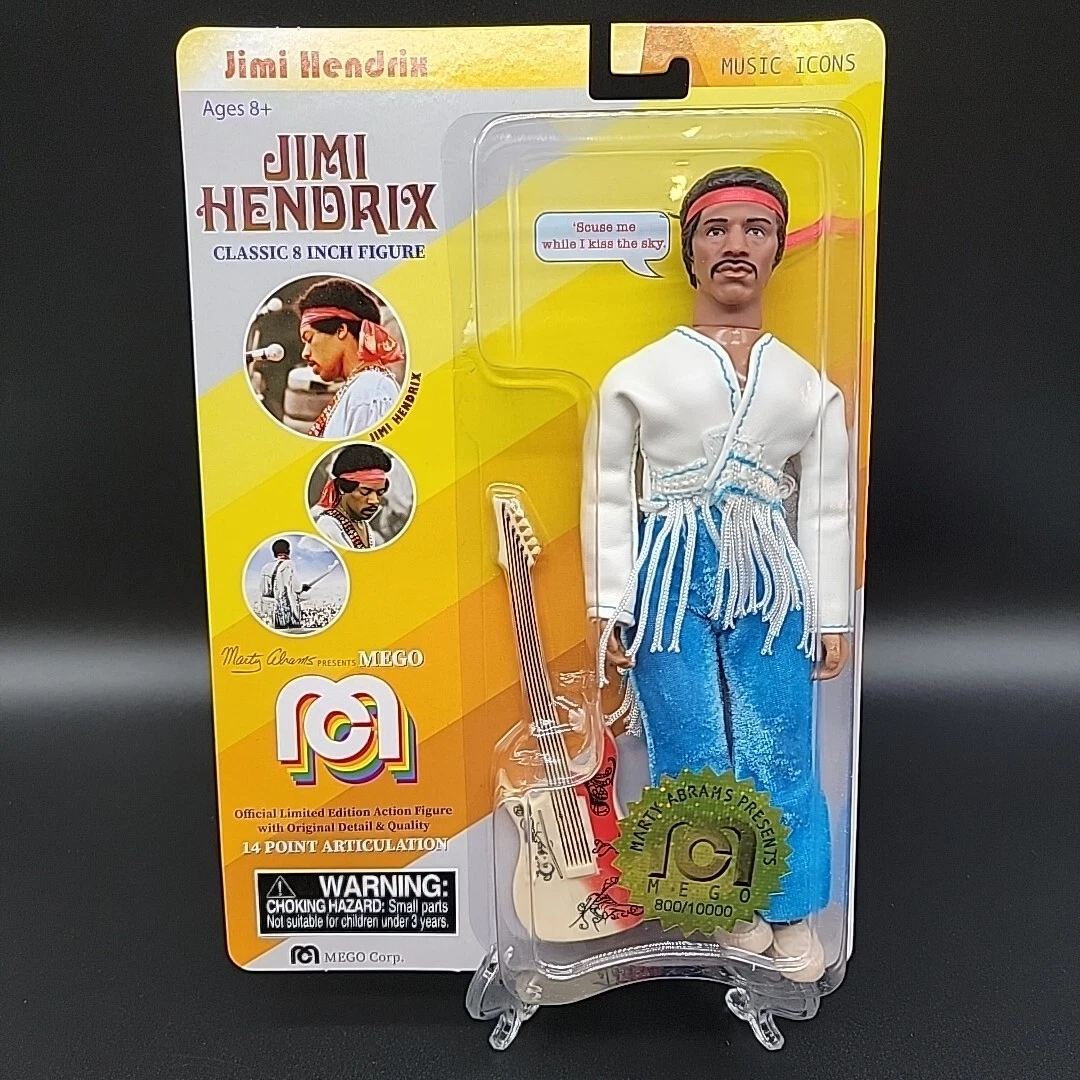 Jimi Hendrix
MUSIC ICONS
Ages 8+
JIMI
HENDRIX
CLASSIC 8 INCH FIGURE
'Scuse me
while I kiss the sky.
JIMI HENDRIX
Marty Abrams PRESENTS MEGO
Official Limited Edition Action Figure
with Original Detail & Quality
14 POINT ARTICULATION
WARNING:
CHOKING HAZARD: Small parts
Not suitable for children under 3 years.
MEGO Corp.
MARTY ABRAMS PRESENTS
MEGO
800/10000